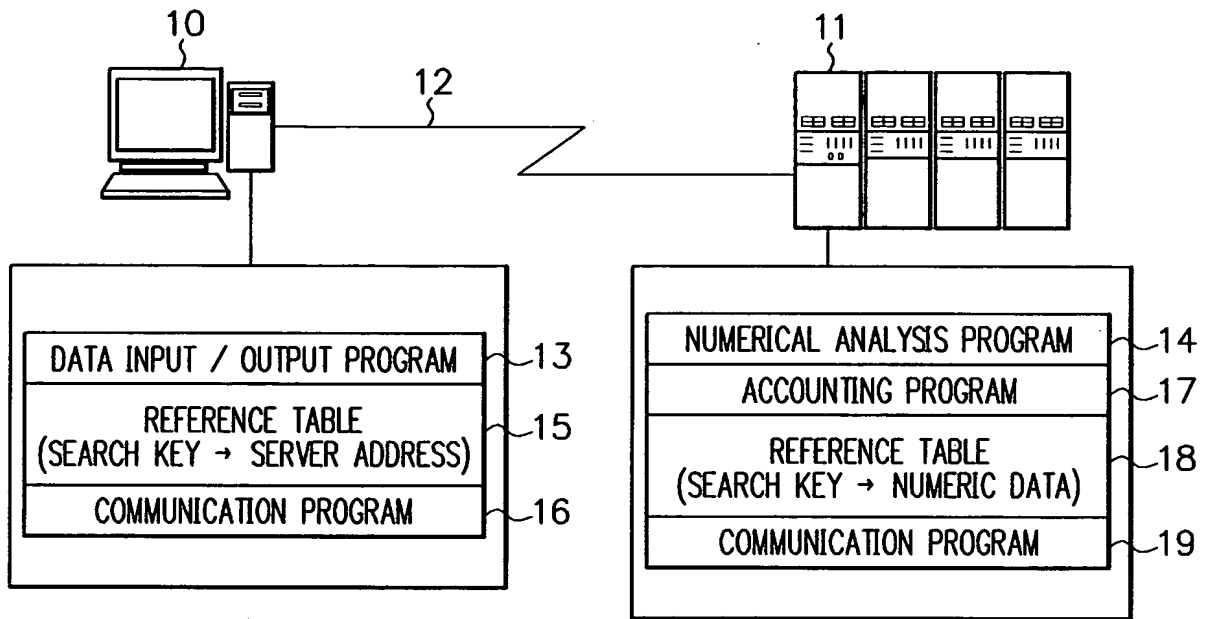 10
11
12
DATA INPUT / OUTPUT PROGRAM
13
REFERENCE TABLE
(SEARCH KEY → SERVER ADDRESS)
15
COMMUNICATION PROGRAM
16
NUMERICAL ANALYSIS PROGRAM
14
ACCOUNTING PROGRAM
17
REFERENCE TABLE
(SEARCH KEY → NUMERIC DATA)
18
COMMUNICATION PROGRAM
19